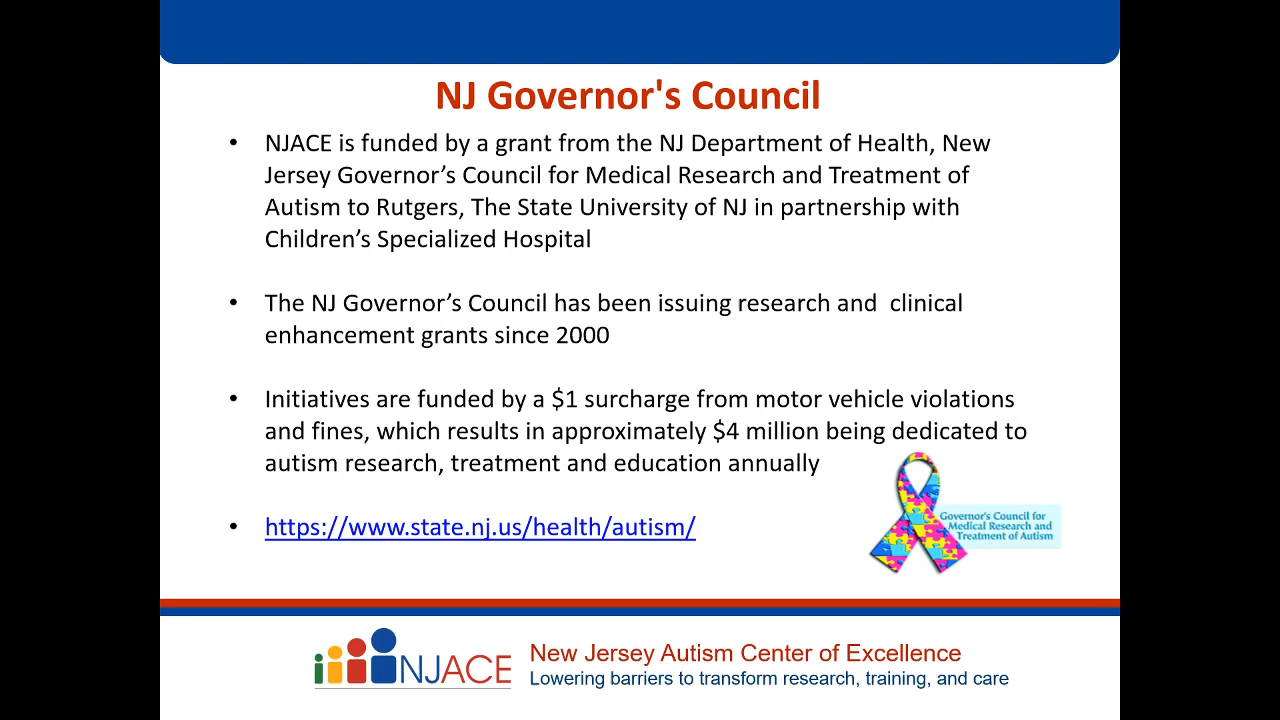 NJ Governor's Council
• NJACE is funded by a grant from the NJ Department of Health, New
Jersey Governor’s Council for Medical Research and Treatment of
Autism to Rutgers, The State University of NJ in partnership with
Children’s Specialized Hospital
• The NJ Governor’s Council has been issuing research and  clinical
enhancement grants since 2000
• Initiatives are funded by a $1 surcharge from motor vehicle violations
and fines, which results in approximately $4 million being dedicated to
autism research, treatment and education annually
• https://www.state.nj.us/health/autism/
Governor's Council for
Medical Research and
Treatment of Autism
NJACE
New Jersey Autism Center of Excellence
Lowering barriers to transform research, training, and care